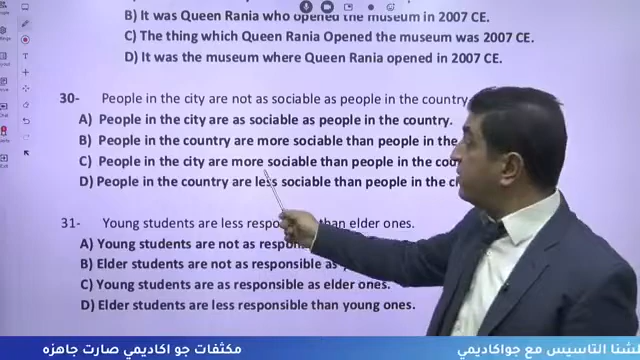 B) It was Queen Rania who opened the museum in 2007 CE.
C) The thing which Queen Rania Opened the museum was 2007 CE.
D) It was the museum where Queen Rania opened in 2007 CE.
30- People in the city are not as sociable as people in the country
A) People in the city are as sociable as people in the country.
B) People in the country are more sociable than people in the
C) People in the city are more sociable than people in the
D) People in the country are less sociable than people in the
31- Young students are less than elder ones.
A) Young students are not as
B) Elder students are not as responsible as
C) Young students are as responsible as elder ones.
D) Elder students are less responsible than young ones.
التاسيس مع جواكاديمي
مكثفات جو اكاديمي صارت جاهزه